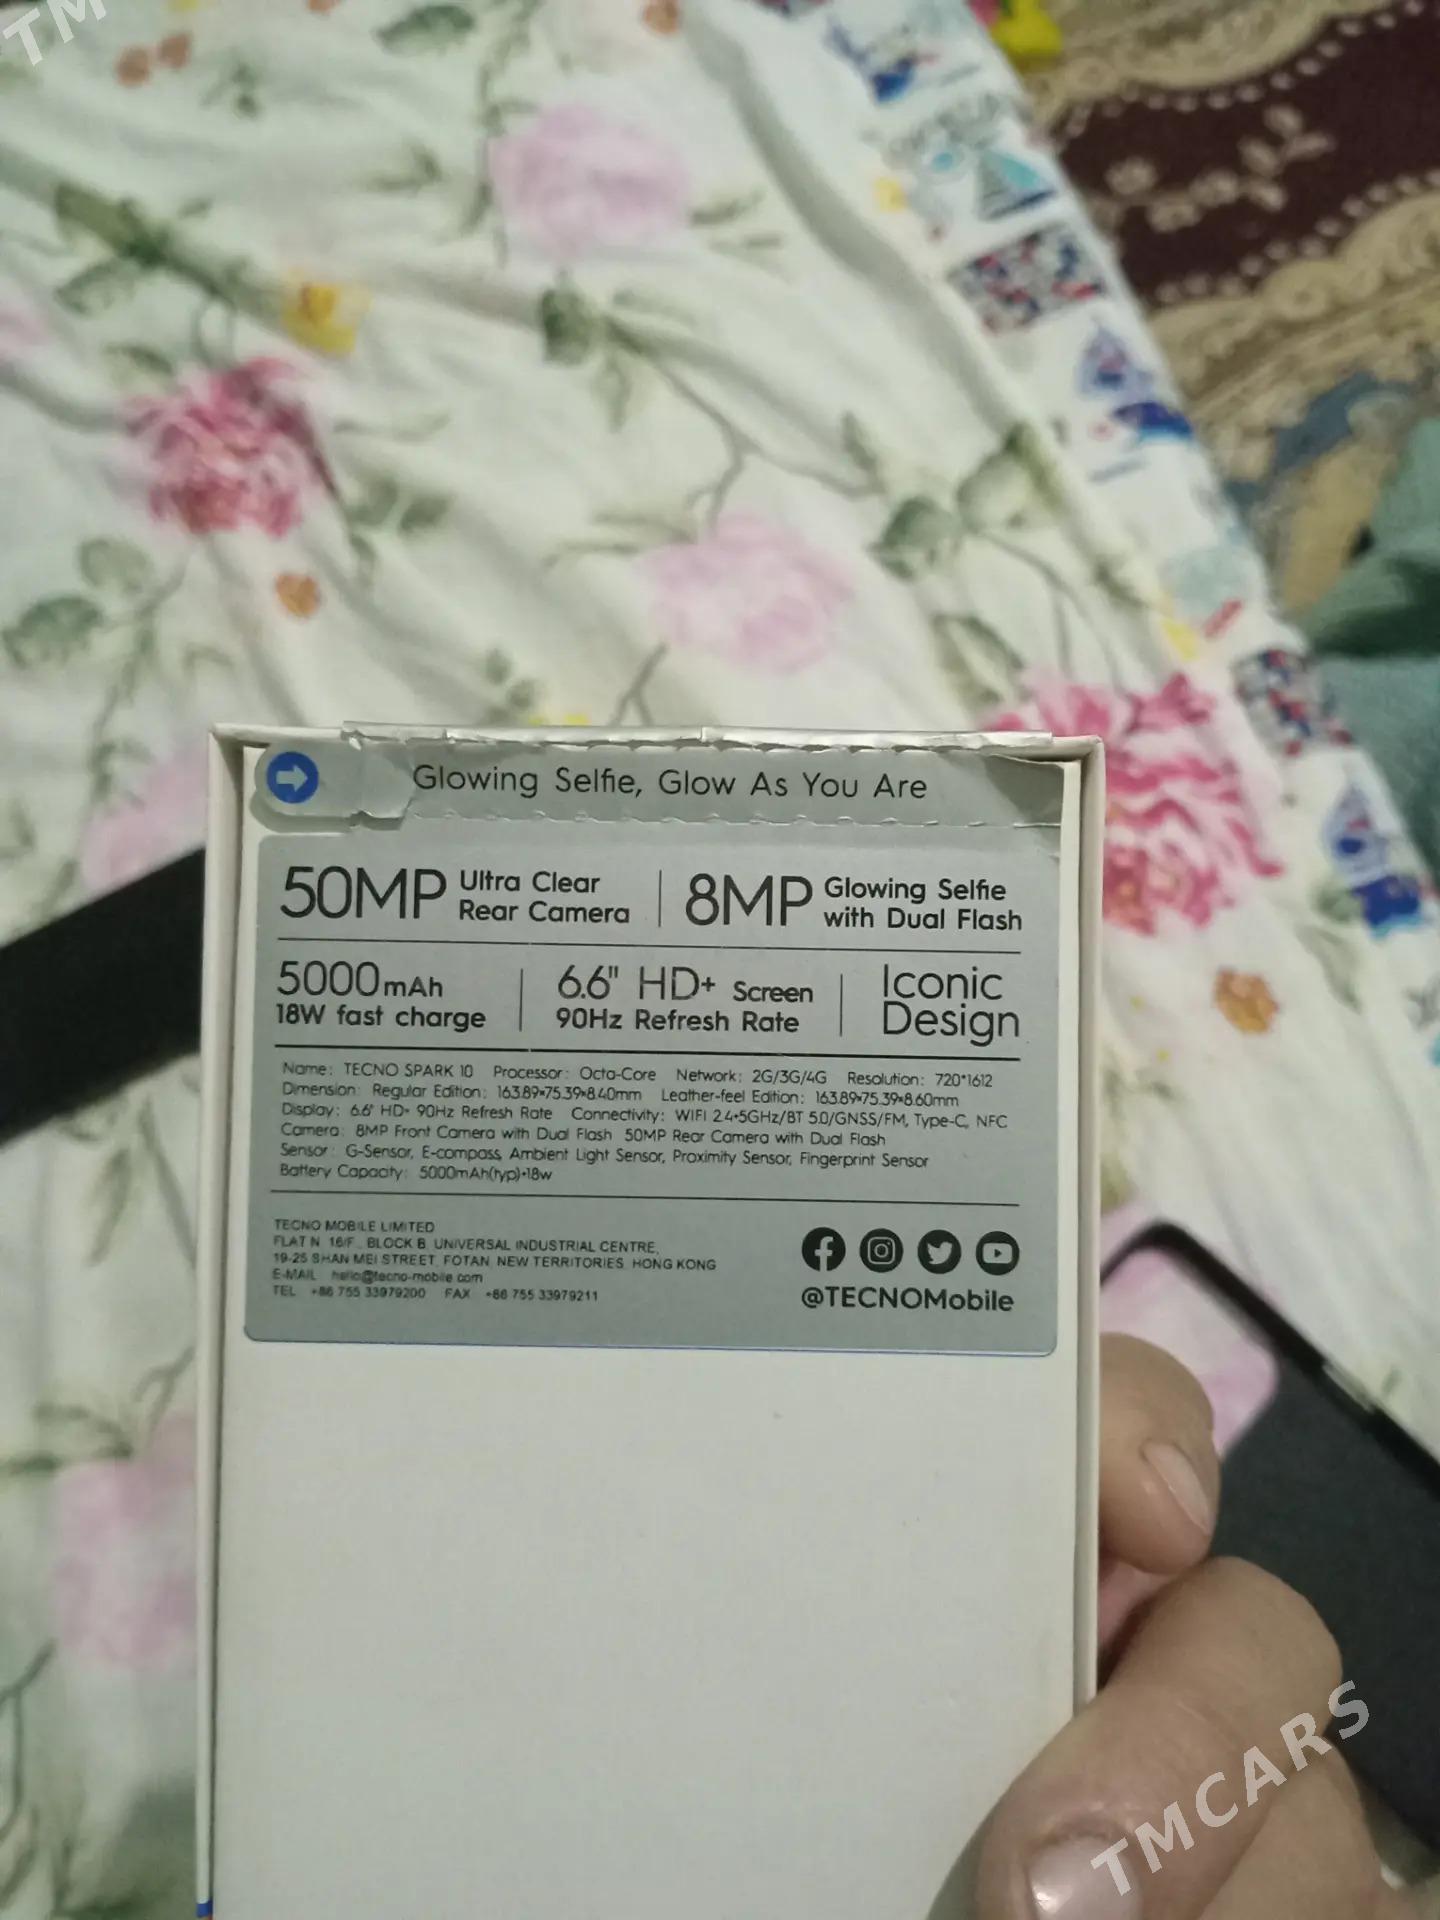 TM
Glowing Selfie, Glow As You Are
50MP Ultra Clear Rear Camera
8MP Glowing Selfie with Dual Flash
5000mAh
18W fast charge
6.6" HD+ Screen
90Hz Refresh Rate
Iconic
Design
Name: TECNO SPARK 10 Processor: Octa-Core Network: 2G/3G/4G Resolution: 720*1612
Dimension: Regular Edition: 163.89*75.39*8.40mm Leather-feel Edition: 163.89*75.39*8.60mm
Display: 6.6" HD+ 90Hz Refresh Rate Connectivity: WIFI 2.4+5GHz/BT 5.0/GNSS/FM, Type-C, NFC
Camera: 8MP Front Camera with Dual Flash 50MP Rear Camera with Dual Flash
Sensor: G-Sensor, E-compass, Ambient Light Sensor, Proximity Sensor, Fingerprint Sensor
Battery Capacity: 5000mAh(typ)+18w
TECNO MOBILE LIMITED
FLAT N, 16/F., BLOCK B, UNIVERSAL INDUSTRIAL CENTRE,
19-25 SHAN MEI STREET, FOTAN, NEW TERRITORIES, HONG KONG
E-MAIL hello@tecno-mobile.com
TEL +86 755 33979200 FAX +86 755 33979211
@TECNOMobile
TMCARS